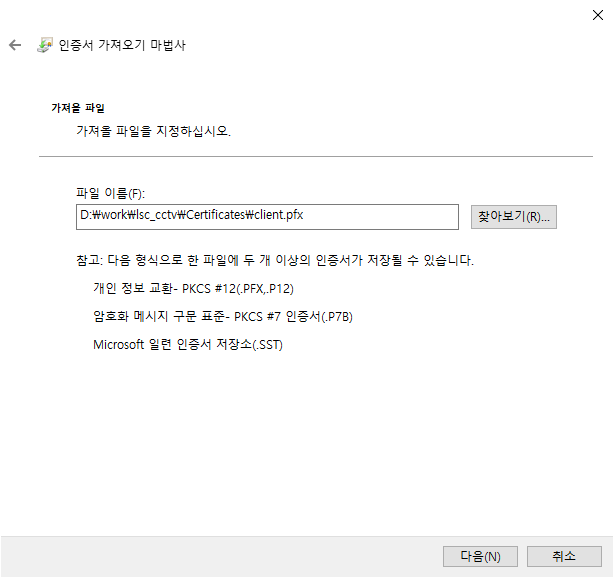 인증서 가져오기 마법사
가져올 파일
가져올 파일을 지정하십시오.
파일 이름(F):
D:₩work₩lsc_cctv₩Certificates₩client.pfx
찾아보기(R)...
참고: 다음 형식으로 한 파일에 두 개 이상의 인증서가 저장될 수 있습니다.
개인 정보 교환- PKCS #12(.PFX,.P12)
암호화 메시지 구문 표준- PKCS #7 인증서(.P7B)
Microsoft 일련 인증서 저장소(.SST)
다음(N)
취소